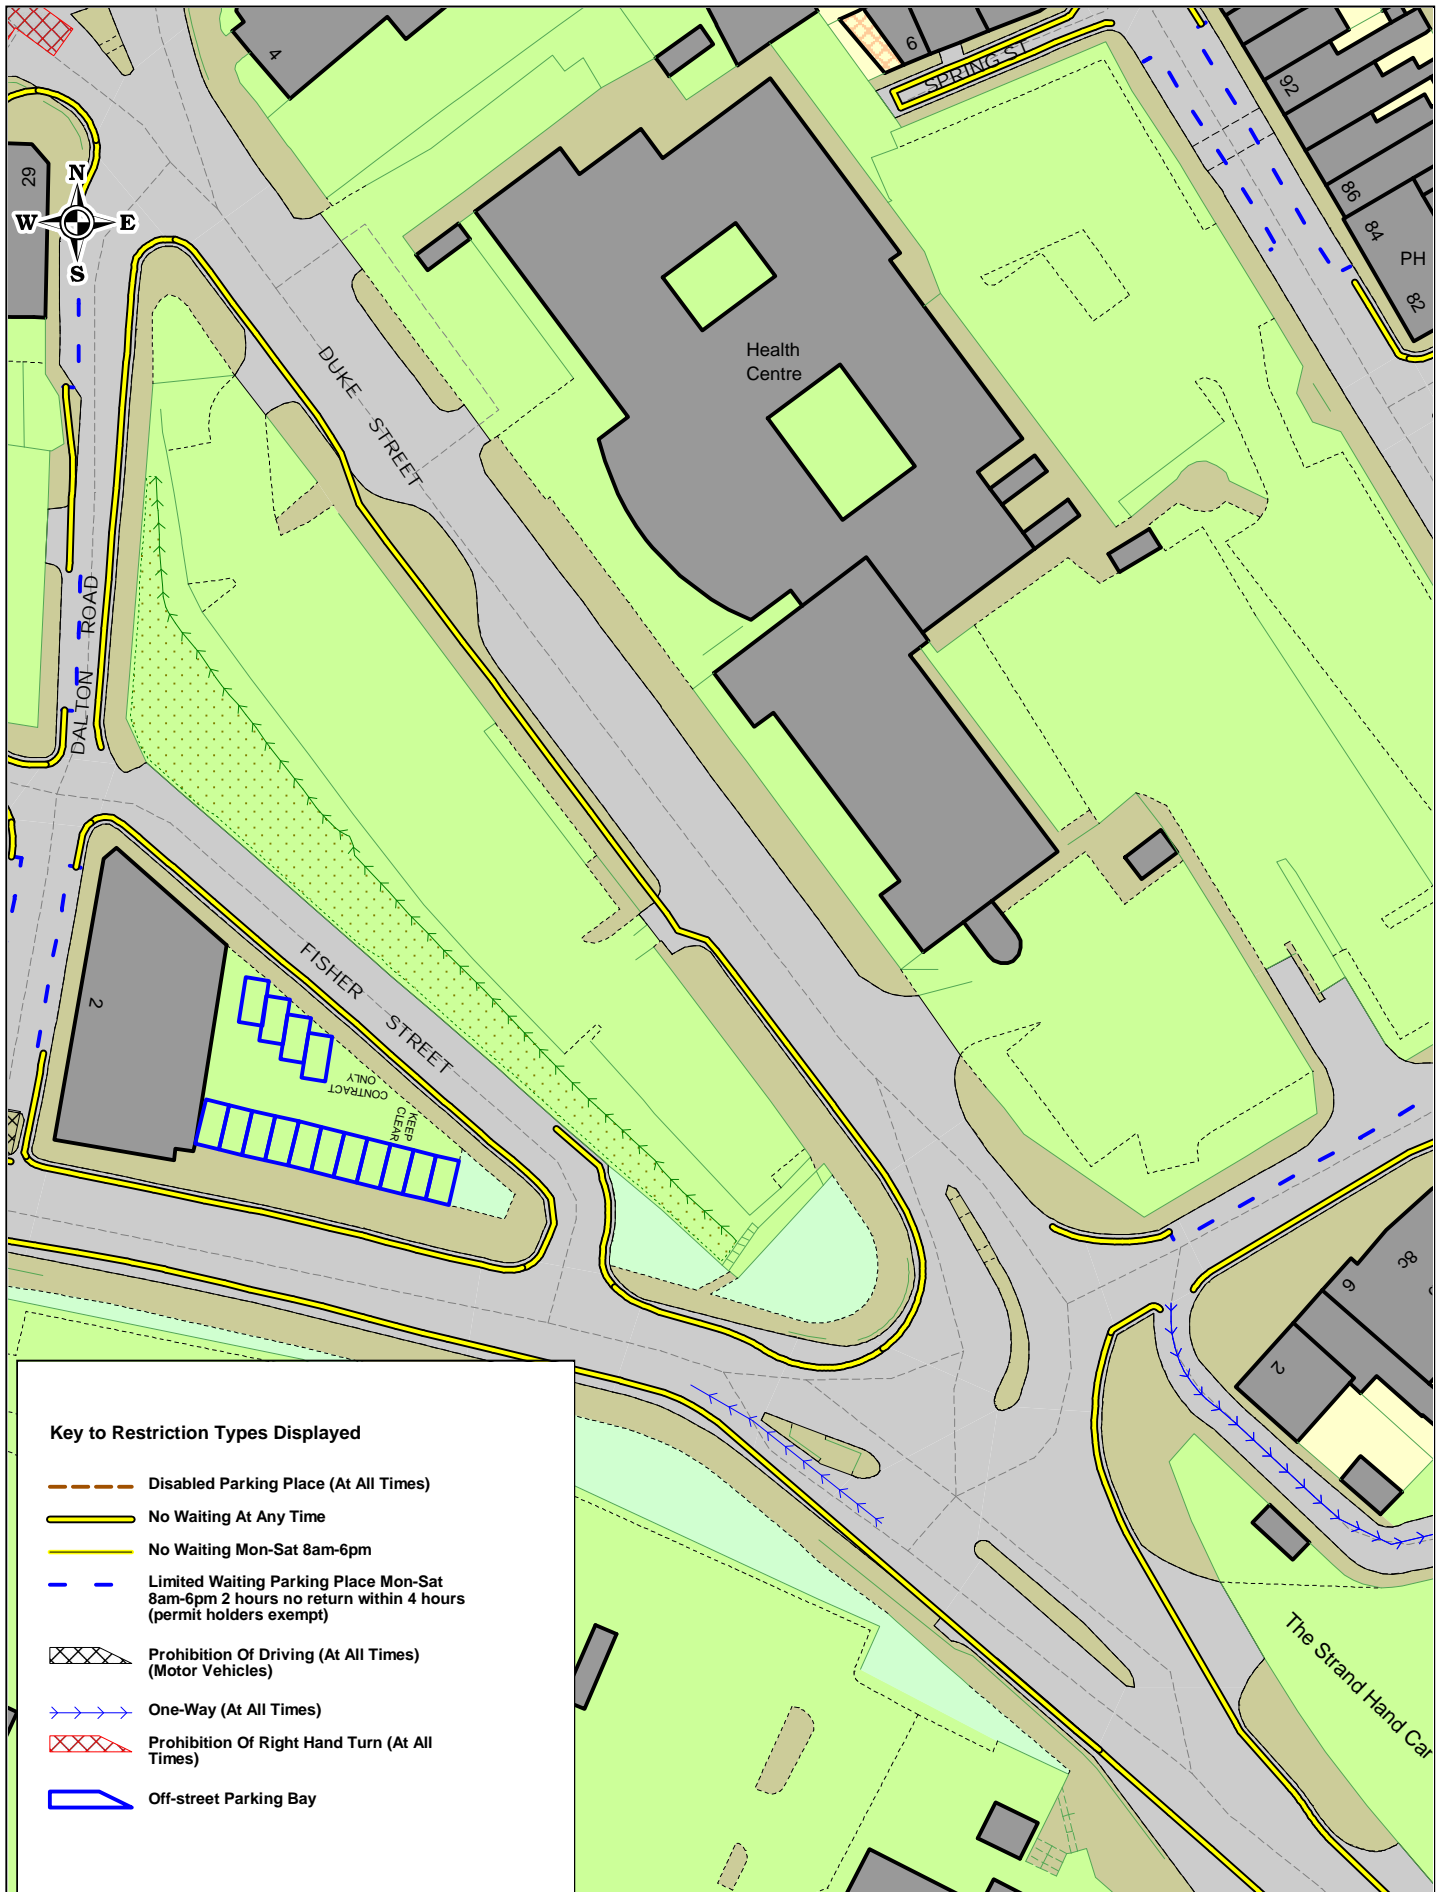 4
6
SPRING ST
92
86
84
PH
82
29
N
W
E
S
DUKE STREET
Health
Centre
DALTON ROAD
FISHER STREET
2
CONTRACT
ONLY
KEEP
CLEAR
8c
6
2
The Strand Hand Car
Key to Restriction Types Displayed
Disabled Parking Place (At All Times)
No Waiting At Any Time
No Waiting Mon-Sat 8am-6pm
Limited Waiting Parking Place Mon-Sat
8am-6pm 2 hours no return within 4 hours
(permit holders exempt)
Prohibition Of Driving (At All Times)
(Motor Vehicles)
One-Way (At All Times)
Prohibition Of Right Hand Turn (At All
Times)
Off-street Parking Bay